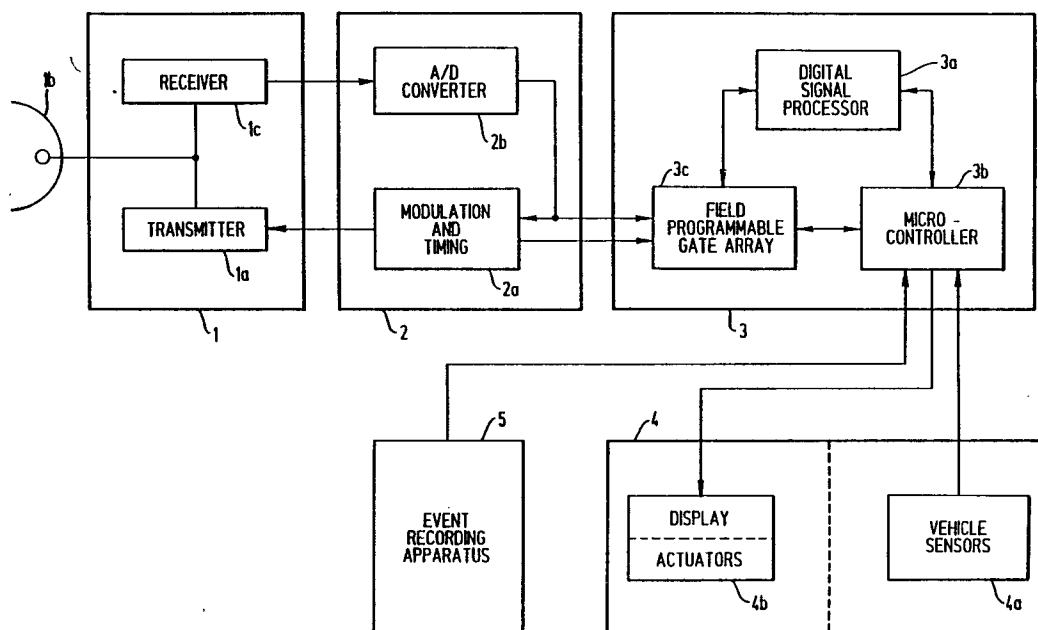 1b
RECEIVER
1c
TRANSMITTER
1a
1
A/D
CONVERTER
2b
MODULATION
AND
TIMING
2a
2
DIGITAL
SIGNAL
PROCESSOR
3a
3c
FIELD
PROGRAMMABLE
GATE ARRAY
3b
MICRO -
CONTROLLER
3
5
EVENT
RECORDING
APPARATUS
4
DISPLAY
ACTUATORS
4b
VEHICLE
SENSORS
4a